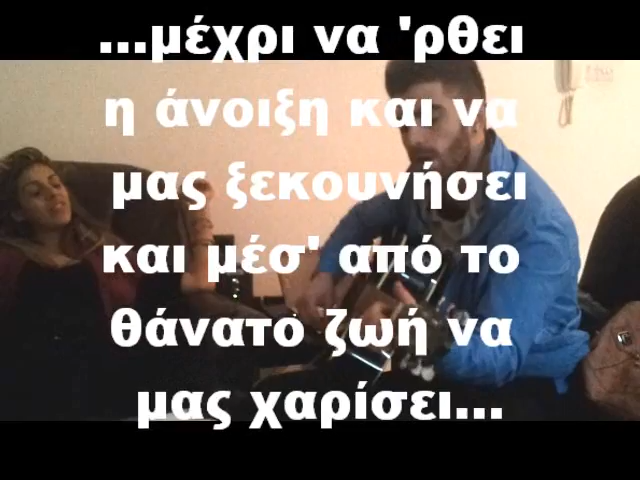 ...μέχρι να 'ρθει
η άνοιξη και να
μας ξεκουνήσει
και μέσ' από το
θάνατο ζωή να
μας χαρίσει...